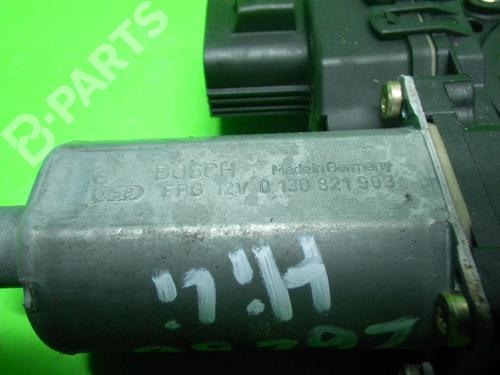 B-PARTS
BOSCH Made in Germany
FPG 12V 0 130 821 903
H.L.